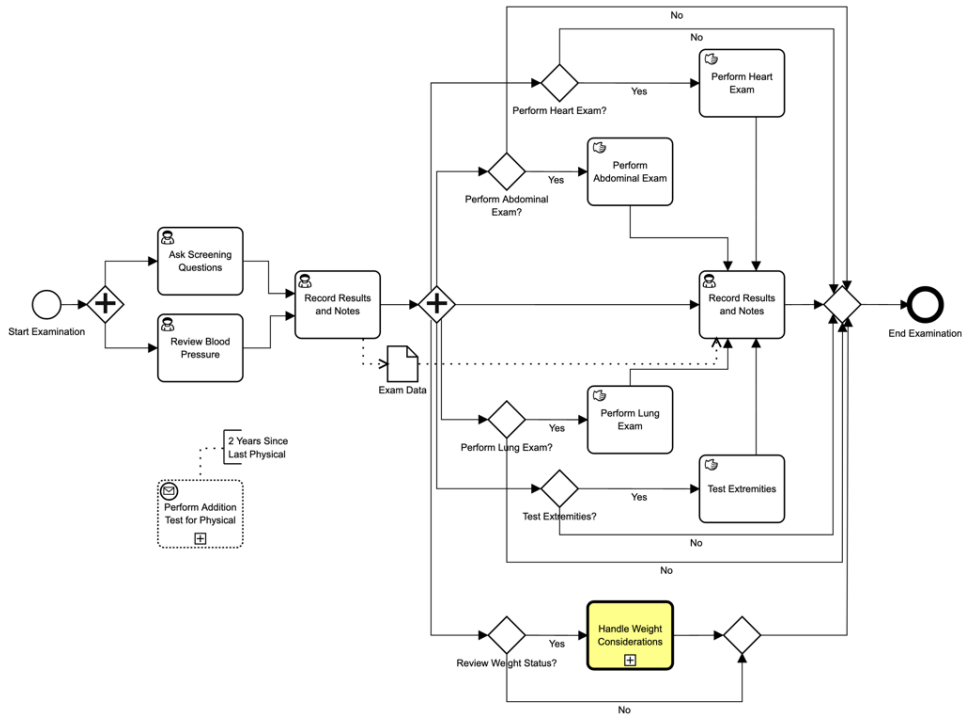 No
No
Perform Heart
Exam
Yes
Perform Heart Exam?
Perform
Abdominal Exam
Yes
Perform Abdominal
Exam?
Ask Screening
Questions
Record Results
and Notes
Record Results
and Notes
Start Examination
End Examination
Review Blood
Pressure
Exam Data
Perform Lung
Exam
Yes
Perform Lung Exam?
2 Years Since
Last Physical
Test Extremities
Yes
Perform Addition
Test for Physical
Test Extremities?
No
No
Handle Weight
Considerations
Yes
Review Weight Status?
No